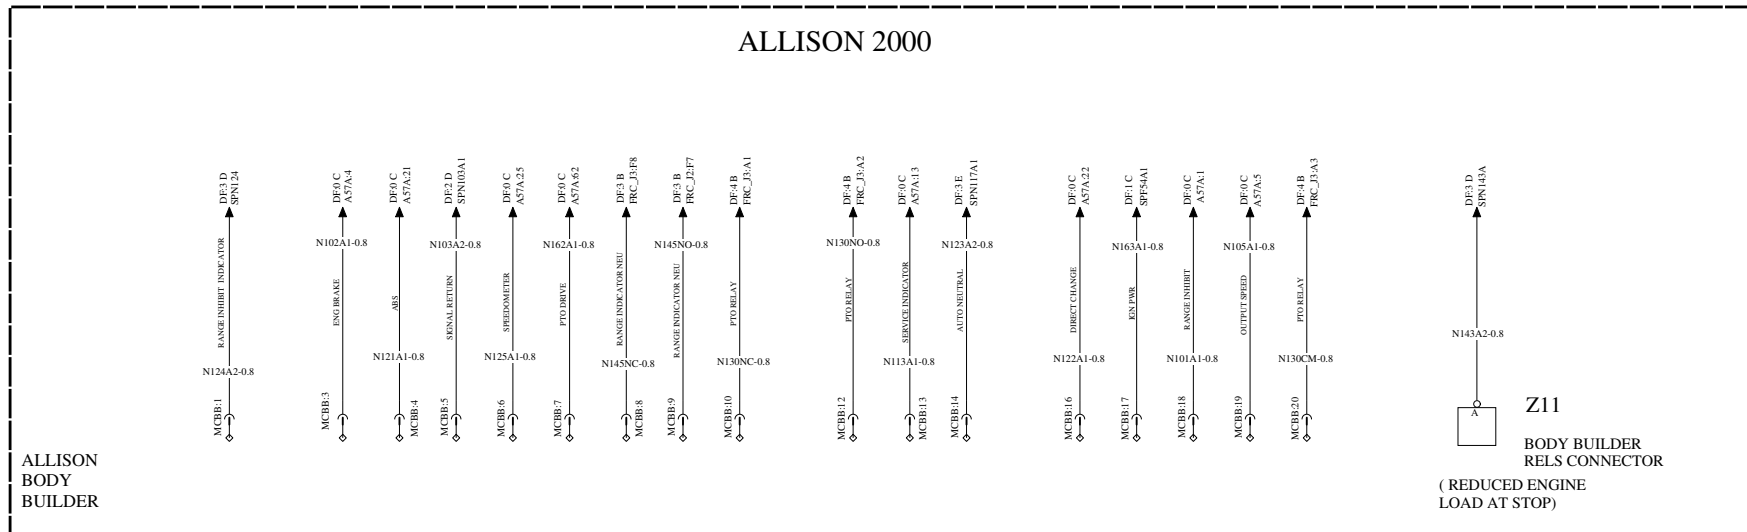 ALLISON 2000
DF:3 D
SPN124
RANGE INHIBIT INDICATOR
N124A2-0.8
MCBB:1
DF:0 C
A57A:4
N102A1-0.8
ENG BRAKE
MCBB:3
DF:0 C
A57A:21
ABS
N121A1-0.8
MCBB:4
DF:2 D
SPN103A1
N103A2-0.8
SIGNAL RETURN
MCBB:5
DF:0 C
A57A:25
SPEEDOMETER
N125A1-0.8
MCBB:6
DF:0 C
A57A:62
N162A1-0.8
PTO DRIVE
MCBB:7
DF:3 B
FRC_J3:F8
RANGE INDICATOR NEU
N145NC-0.8
MCBB:8
DF:3 B
FRC_J2:F7
N145NO-0.8
RANGE INDICATOR NEU
MCBB:9
DF:4 B
FRC_J3:A1
PTO RELAY
N130NC-0.8
MCBB:10
DF:4 B
FRC_J3:A2
N130NO-0.8
PTO RELAY
MCBB:12
DF:0 C
A57A:13
SERVICE INDICATOR
N113A1-0.8
MCBB:13
DF:3 E
SPN117A1
N123A2-0.8
AUTO NEUTRAL
MCBB:14
DF:0 C
A57A:22
DIRECT CHANGE
N122A1-0.8
MCBB:16
DF:1 C
SPF54A1
N163A1-0.8
IGN PWR
MCBB:17
DF:0 C
A57A:1
RANGE INHIBIT
N101A1-0.8
MCBB:18
DF:0 C
A57A:5
N105A1-0.8
OUTPUT SPEED
MCBB:19
DF:4 B
FRC_J3:A3
PTO RELAY
N130CM-0.8
MCBB:20
DF:3 D
SPN143A
N143A2-0.8
A
Z11
BODY BUILDER
RELS CONNECTOR
( REDUCED ENGINE
LOAD AT STOP)
ALLISON
BODY
BUILDER